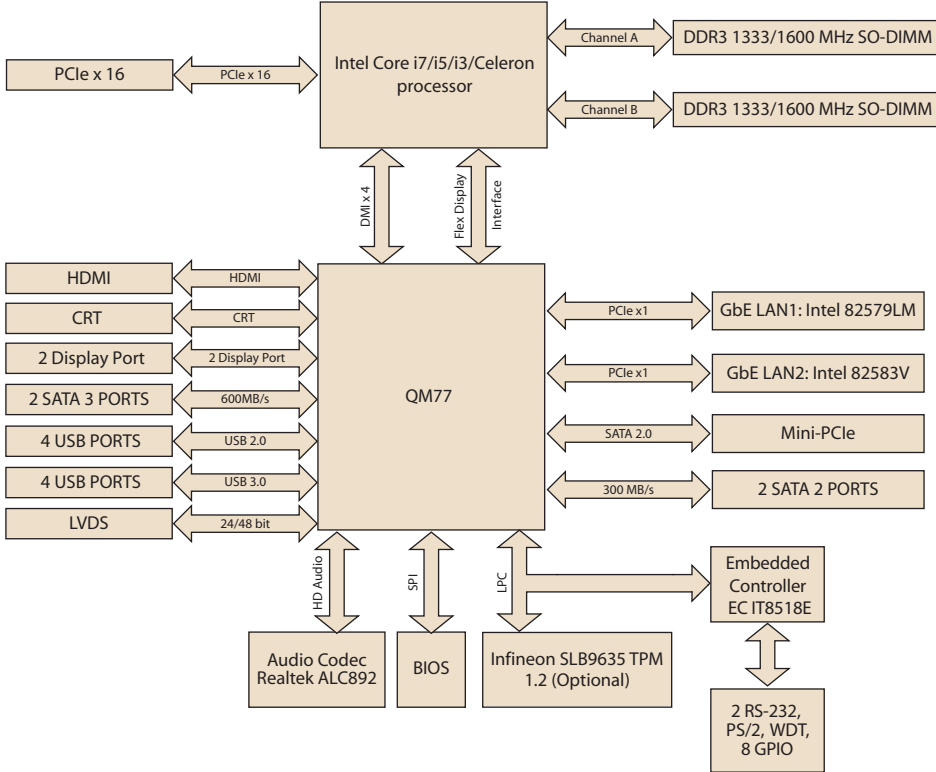 Intel Core i7/i5/i3/Celeron
processor
Channel A
DDR3 1333/1600 MHz SO-DIMM
PCIe x 16
PCIe x 16
Channel B
DDR3 1333/1600 MHz SO-DIMM
DMI x 4
Flex Display
Interface
HDMI
HDMI
CRT
CRT
2 Display Port
2 Display Port
2 SATA 3 PORTS
600MB/s
4 USB PORTS
USB 2.0
4 USB PORTS
USB 3.0
LVDS
24/48 bit
QM77
PCIe x1
GbE LAN1: Intel 82579LM
PCIe x1
GbE LAN2: Intel 82583V
SATA 2.0
Mini-PCIe
300 MB/s
2 SATA 2 PORTS
HD Audio
SPI
LPC
Audio Codec
Realtek ALC892
BIOS
Infineon SLB9635 TPM
1.2 (Optional)
Embedded
Controller
EC IT8518E
2 RS-232,
PS/2, WDT,
8 GPIO